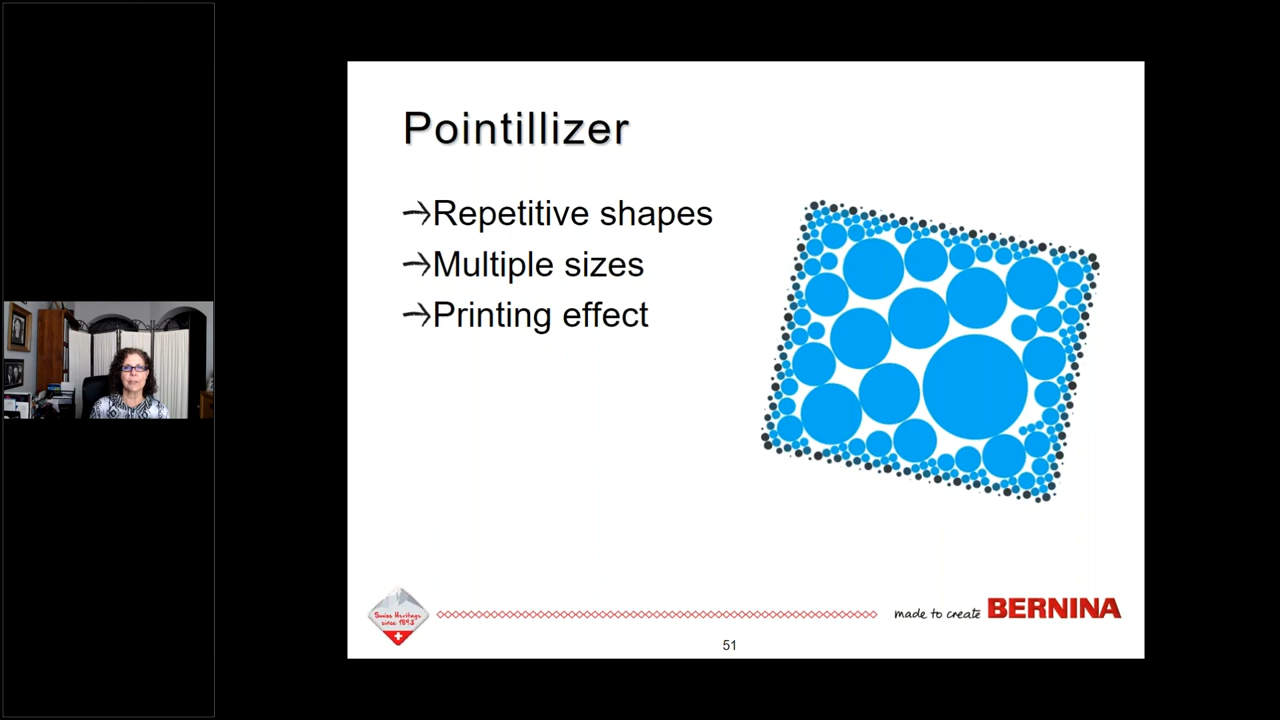 Pointillizer
→Repetitive shapes
→Multiple sizes
→Printing effect
Swiss Heritage
since 1893
made to create BERNINA
51